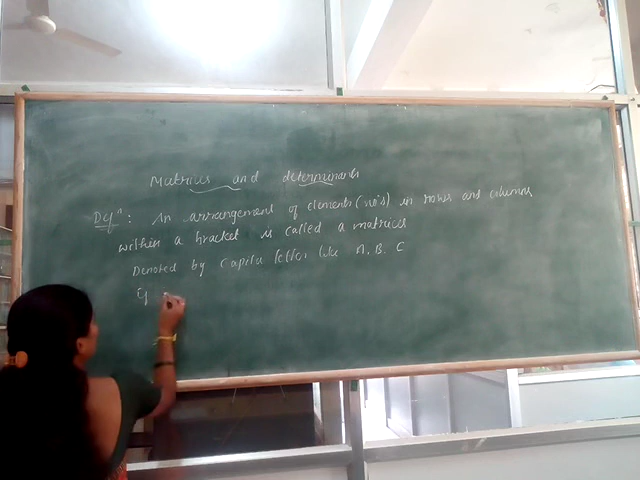 Matrices and determinants
Defⁿ: An arrangement of elements (no's) in rows and columns
within a bracket is called a matrices
Denoted by capital letter like A, B. C
Eg